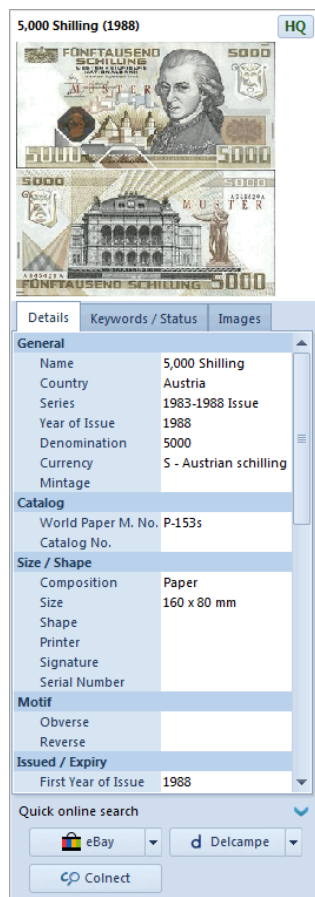 5,000 Shilling (1988)
HQ
FÜNFTAUSEND
SCHILLING
OESTERREICHISCHE
NATIONALBANK
5000
MUSTER
5000
5000
5000
5000
MUSTER
FÜNFTAUSEND SCHILLING
5000
Details
Keywords / Status
Images
General
Name 5,000 Shilling
Country Austria
Series 1983-1988 Issue
Year of Issue 1988
Denomination 5000
Currency S - Austrian schilling
Mintage
Catalog
World Paper M. No. P-153s
Catalog No.
Size / Shape
Composition Paper
Size 160 x 80 mm
Shape
Printer
Signature
Serial Number
Motif
Obverse
Reverse
Issued / Expiry
First Year of Issue 1988
Quick online search
eBay
d Delcampe
Colnect